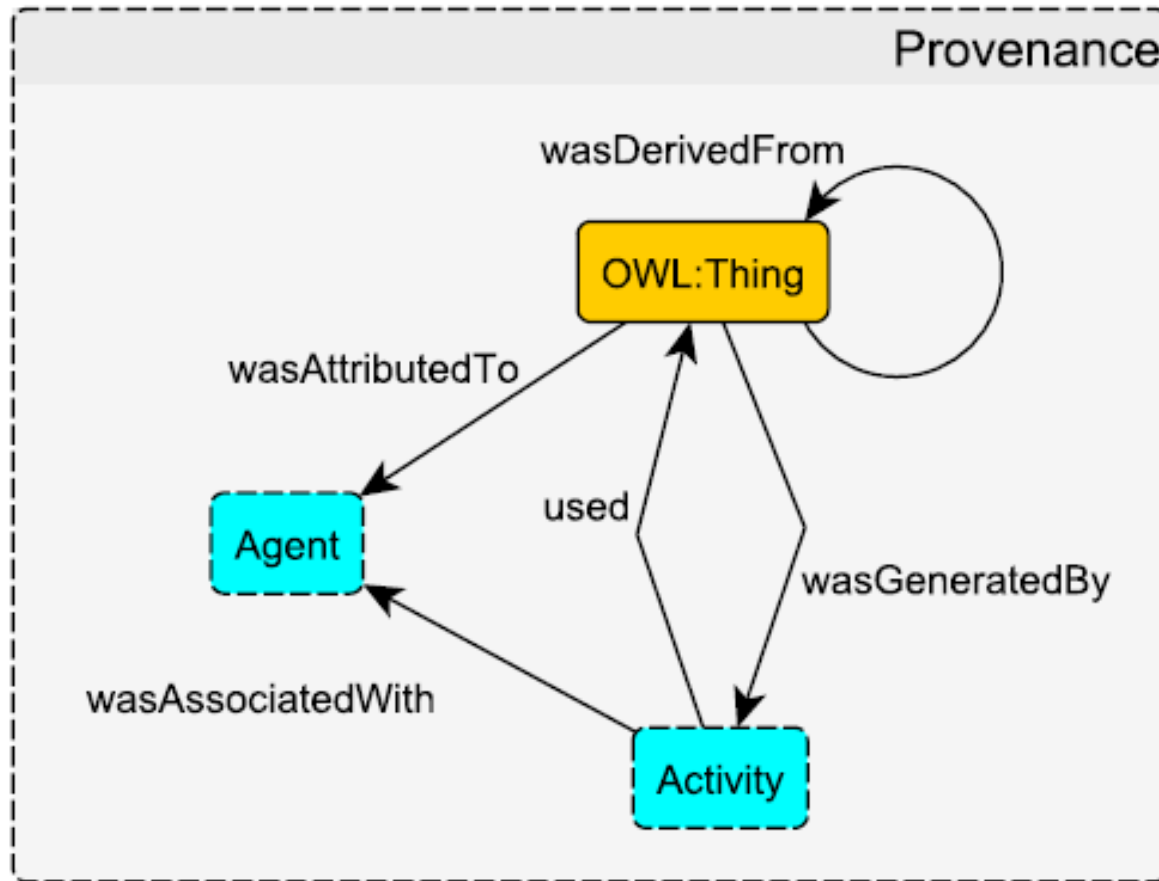 Provenance
wasDerivedFrom
OWL:Thing
wasAttributedTo
used
Agent
wasGeneratedBy
wasAssociatedWith
Activity